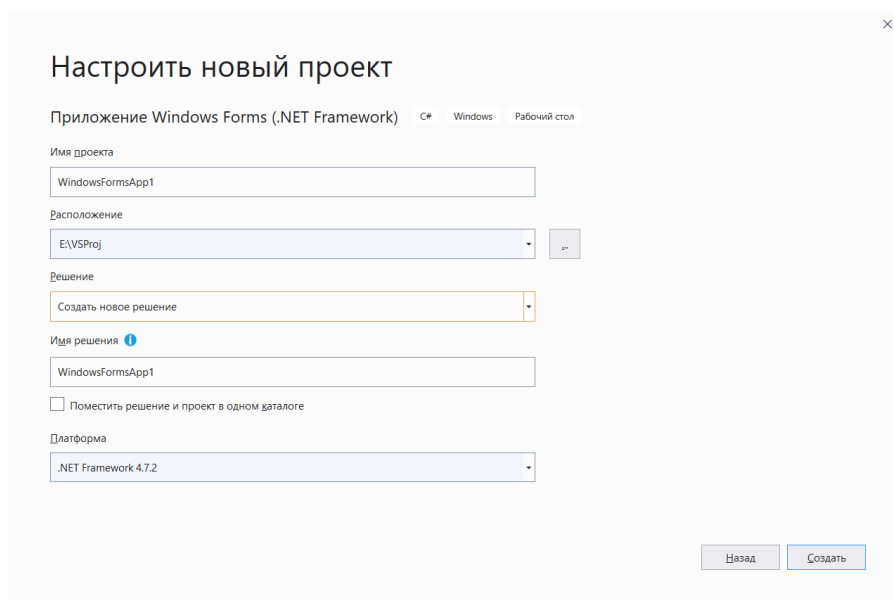 Настроить новый проект
Приложение Windows Forms (.NET Framework) C# Windows Рабочий стол
Имя проекта
WindowsFormsApp1
Расположение
E:\VSProj
...
Решение
Создать новое решение
Имя решения
WindowsFormsApp1
Поместить решение и проект в одном каталоге
Платформа
.NET Framework 4.7.2
Назад Создать